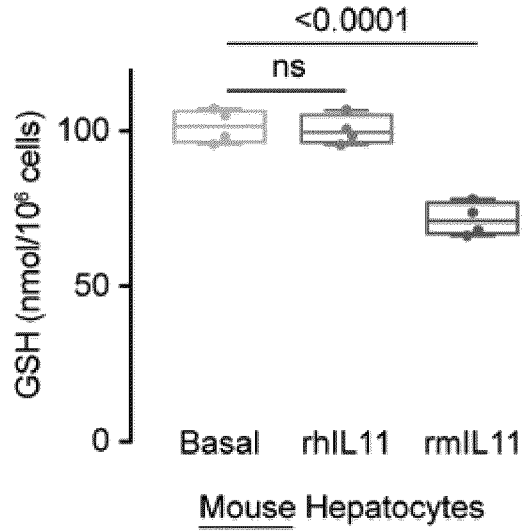 <0.0001
ns
GSH (nmol/10⁶ cells)
100
50
0
Basal rhIL11 rmIL11
Mouse Hepatocytes